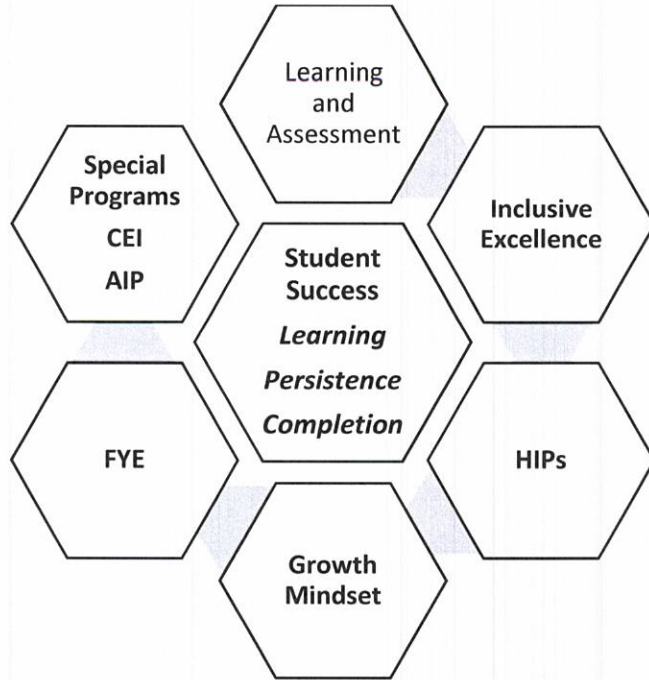 Learning
and
Assessment
Special
Programs
CEI
AIP
Inclusive
Excellence
Student
Success
Learning
Persistence
Completion
FYE
HIPs
Growth
Mindset